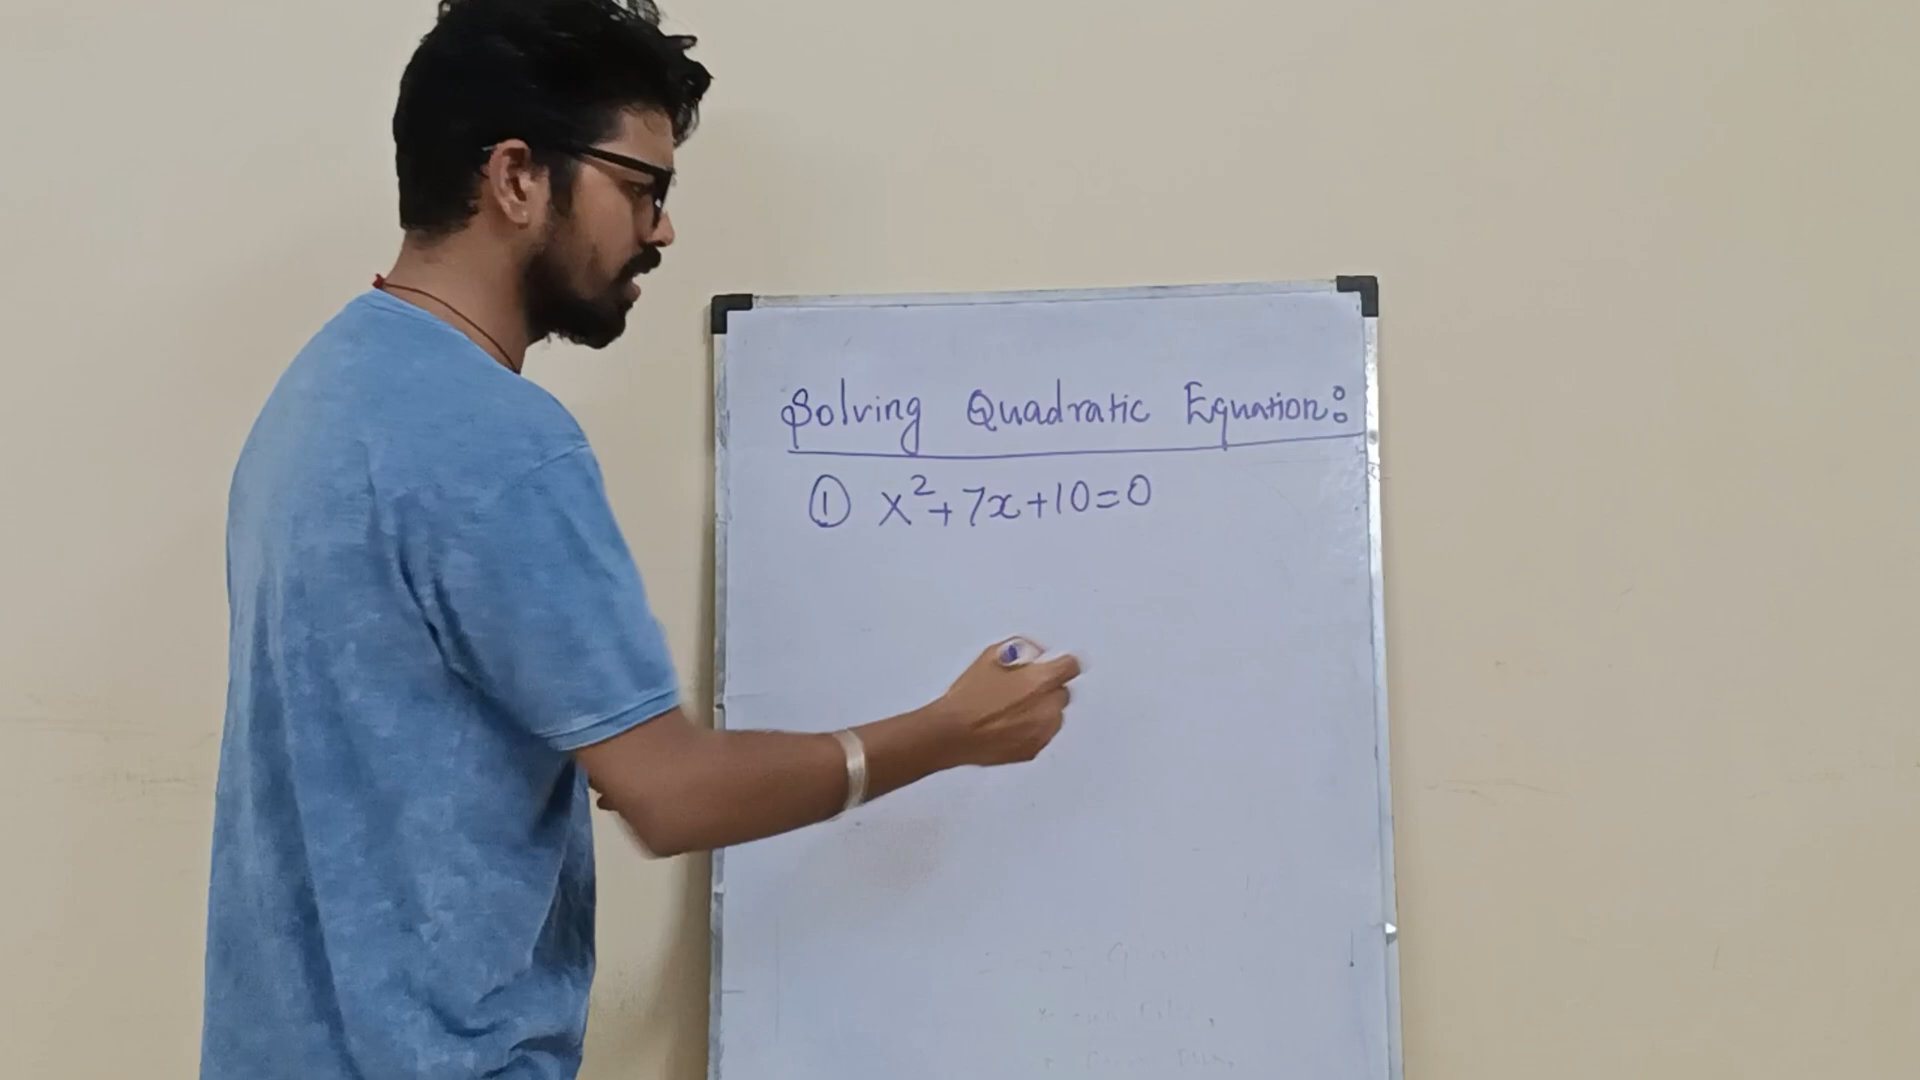 Solving Quadratic Equation:
① x²+7x+10=0